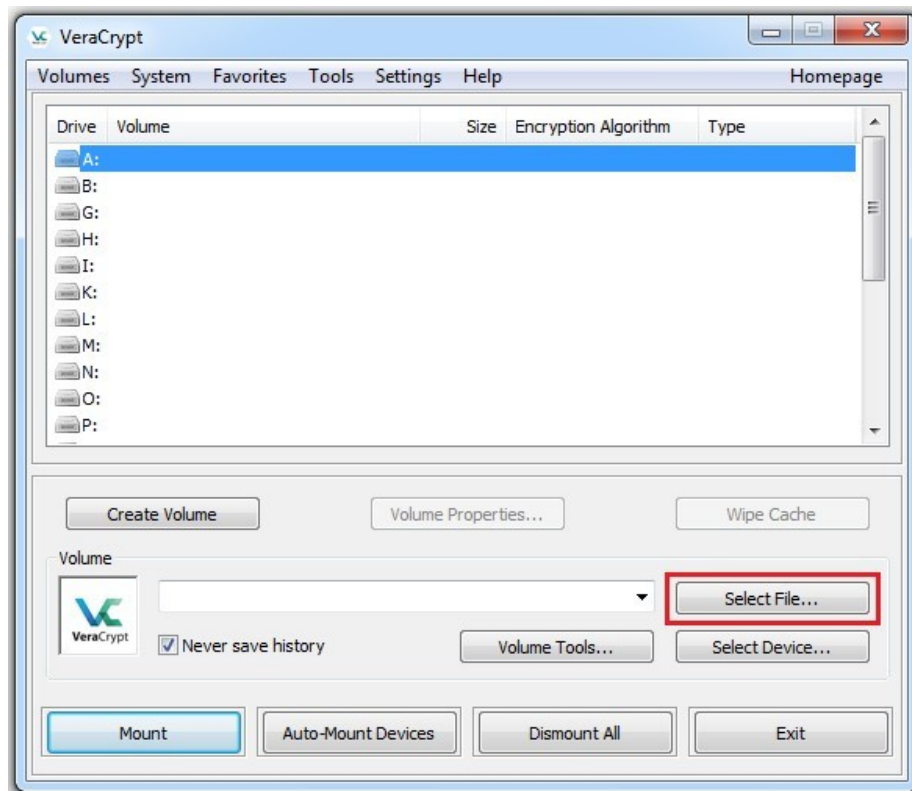 VeraCrypt
Volumes System Favorites Tools Settings Help Homepage
Drive Volume Size Encryption Algorithm Type
A:
B:
G:
H:
I:
K:
L:
M:
N:
O:
P:
Create Volume Volume Properties... Wipe Cache
Volume
Select File...
VeraCrypt
Never save history Volume Tools... Select Device...
Mount Auto-Mount Devices Dismount All Exit